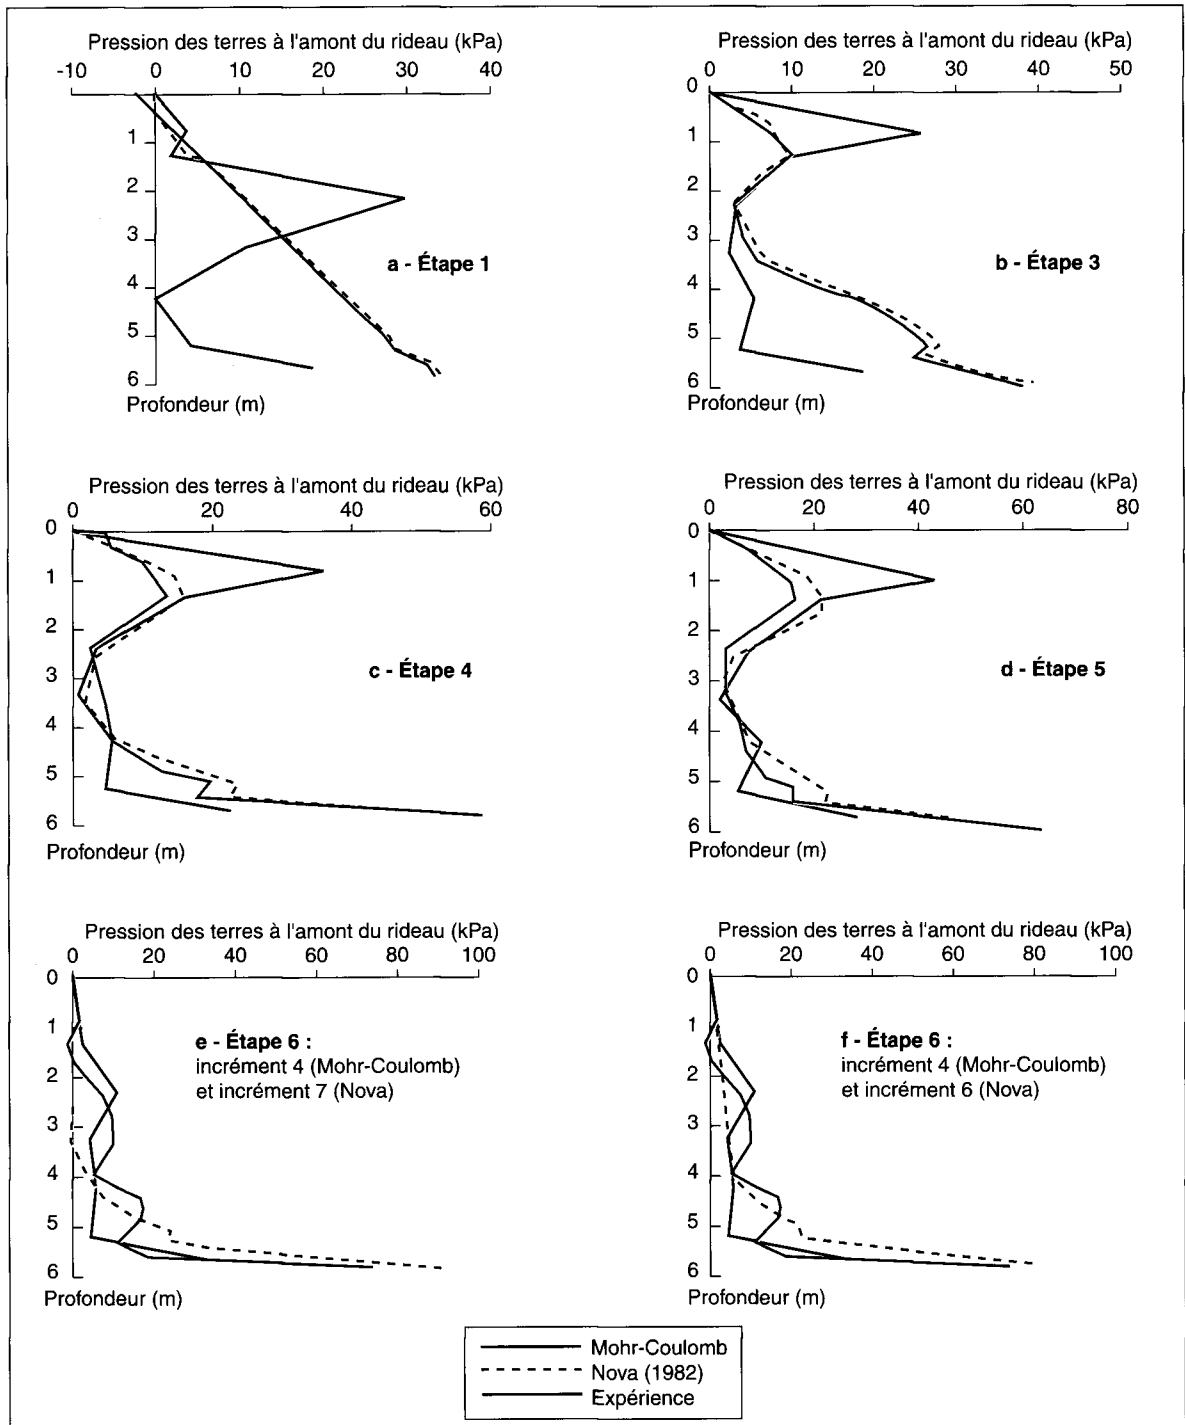 Pression des terres à l'amont du rideau (kPa)
-10 0 10 20 30 40
1
2
3
4
5
6
Profondeur (m)
a - Étape 1
Pression des terres à l'amont du rideau (kPa)
0 10 20 30 40 50
0
1
2
3
4
5
6
Profondeur (m)
b - Étape 3
Pression des terres à l'amont du rideau (kPa)
0 20 40 60
0
1
2
3
4
5
6
Profondeur (m)
c - Étape 4
Pression des terres à l'amont du rideau (kPa)
0 20 40 60 80
0
1
2
3
4
5
6
Profondeur (m)
d - Étape 5
Pression des terres à l'amont du rideau (kPa)
0 20 40 60 80 100
0
1
2
3
4
5
6
Profondeur (m)
e - Étape 6 :
incrément 4 (Mohr-Coulomb)
et incrément 7 (Nova)
Pression des terres à l'amont du rideau (kPa)
0 20 40 60 80 100
0
1
2
3
4
5
6
Profondeur (m)
f - Étape 6 :
incrément 4 (Mohr-Coulomb)
et incrément 6 (Nova)
Mohr-Coulomb
Nova (1982)
Expérience